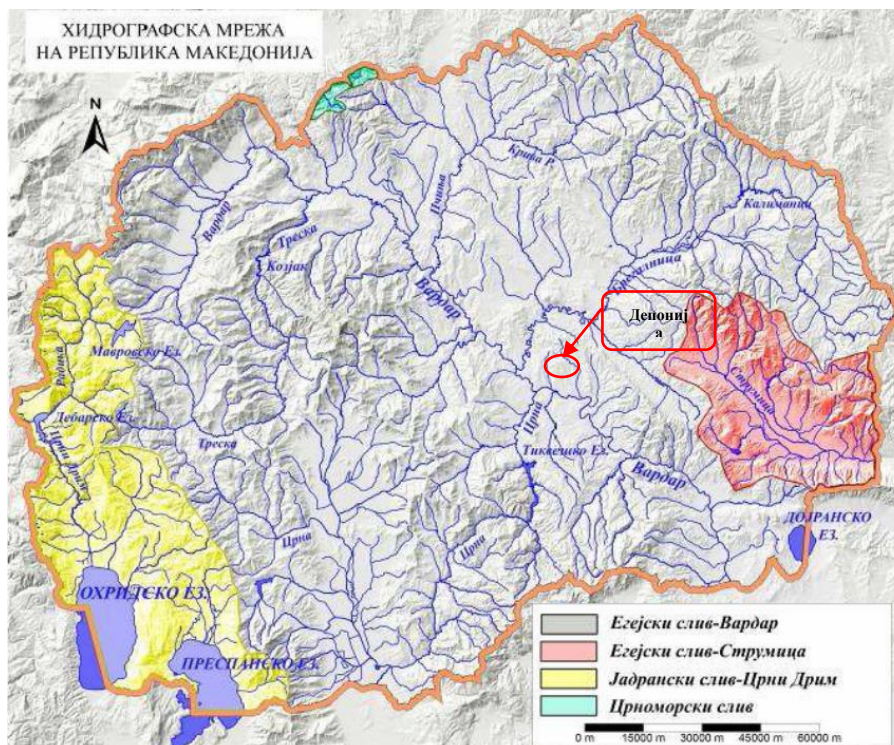 ХИДРОГРАФСКА МРЕЖА
НА РЕПУБЛИКА МАКЕДОНИЈА
N
Крива Р.
Пчиња
Калиманци
Вардар
Треска
Козјак
Брегалница
Вардар
Депониј
а
Мавровско Ез.
Радика
Струмица
Дебарско Ез.
Црни Дрим
Треска
Црна
Тиквешко Ез.
Вардар
Црна
Црна
ДОЈРАНСКО
ЕЗ.
ОХРИДСКО ЕЗ.
ПРЕСПАНСКО ЕЗ.
Егејски слив-Вардар
Егејски слив-Струмица
Јадрански слив-Црни Дрим
Црноморски слив
0 m 15000 m 30000 m 45000 m 60000 m